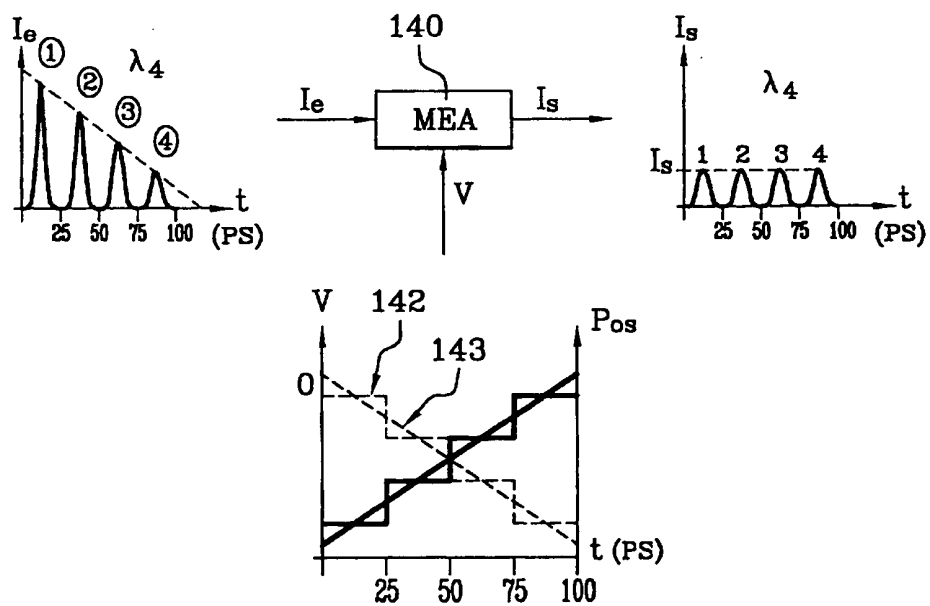 Ie
① ② ③ ④
λ4
t
25 50 75 100 (PS)
140
Ie
MEA
Is
V
Is
λ4
Is
1 2 3 4
t
25 50 75 100 (PS)
V
142
143
Pos
0
t (PS)
25 50 75 100